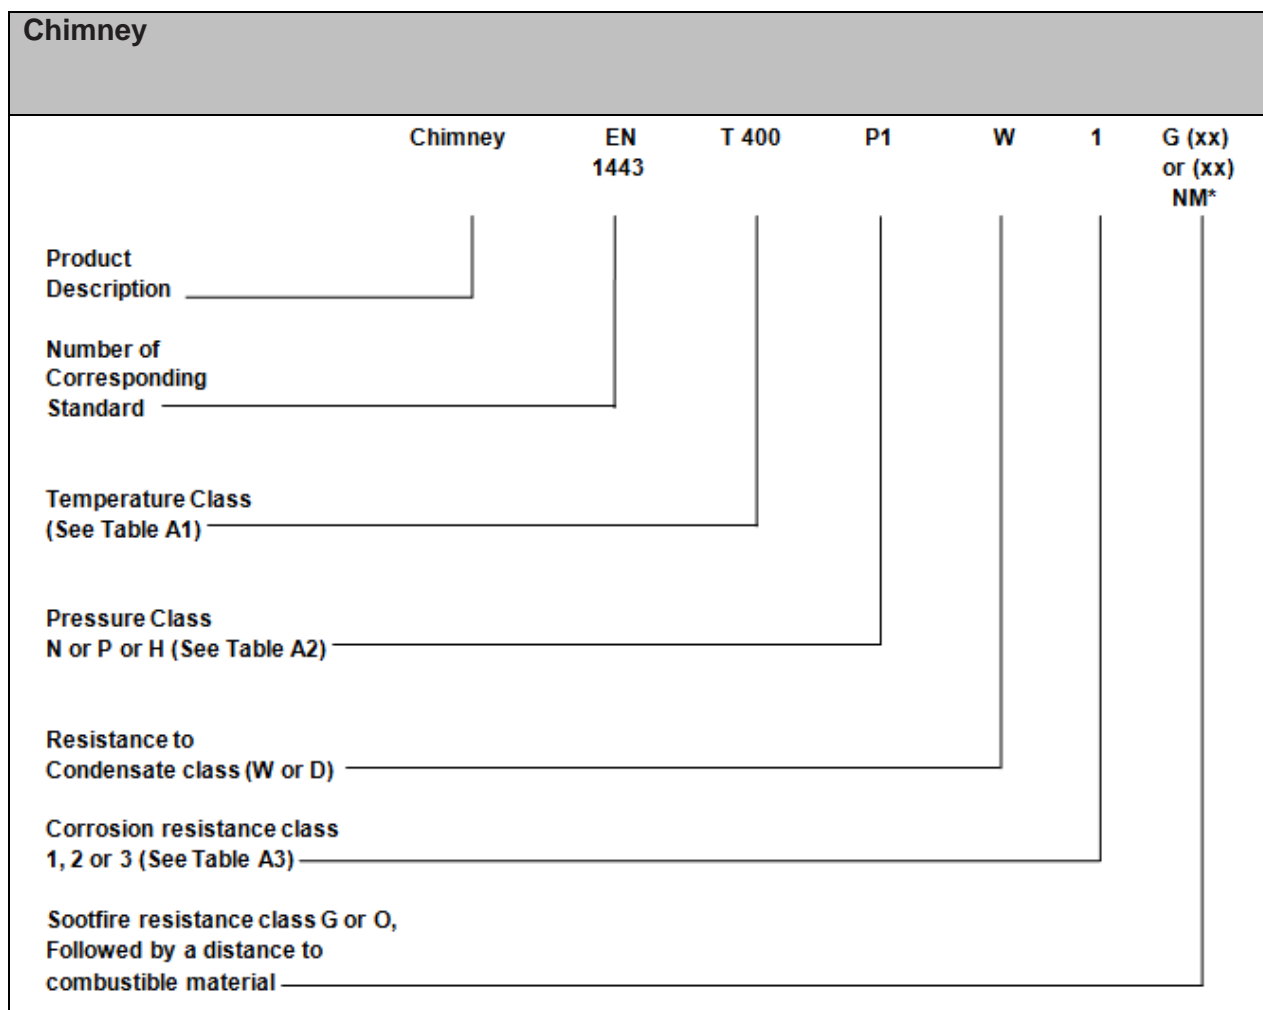 Chimney
Chimney EN T 400 P1 W 1 G (xx)
1443 or (xx)
NM*
Product
Description
Number of
Corresponding
Standard
Temperature Class
(See Table A1)
Pressure Class
N or P or H (See Table A2)
Resistance to
Condensate class (W or D)
Corrosion resistance class
1, 2 or 3 (See Table A3)
Sootfire resistance class G or O,
Followed by a distance to
combustible material